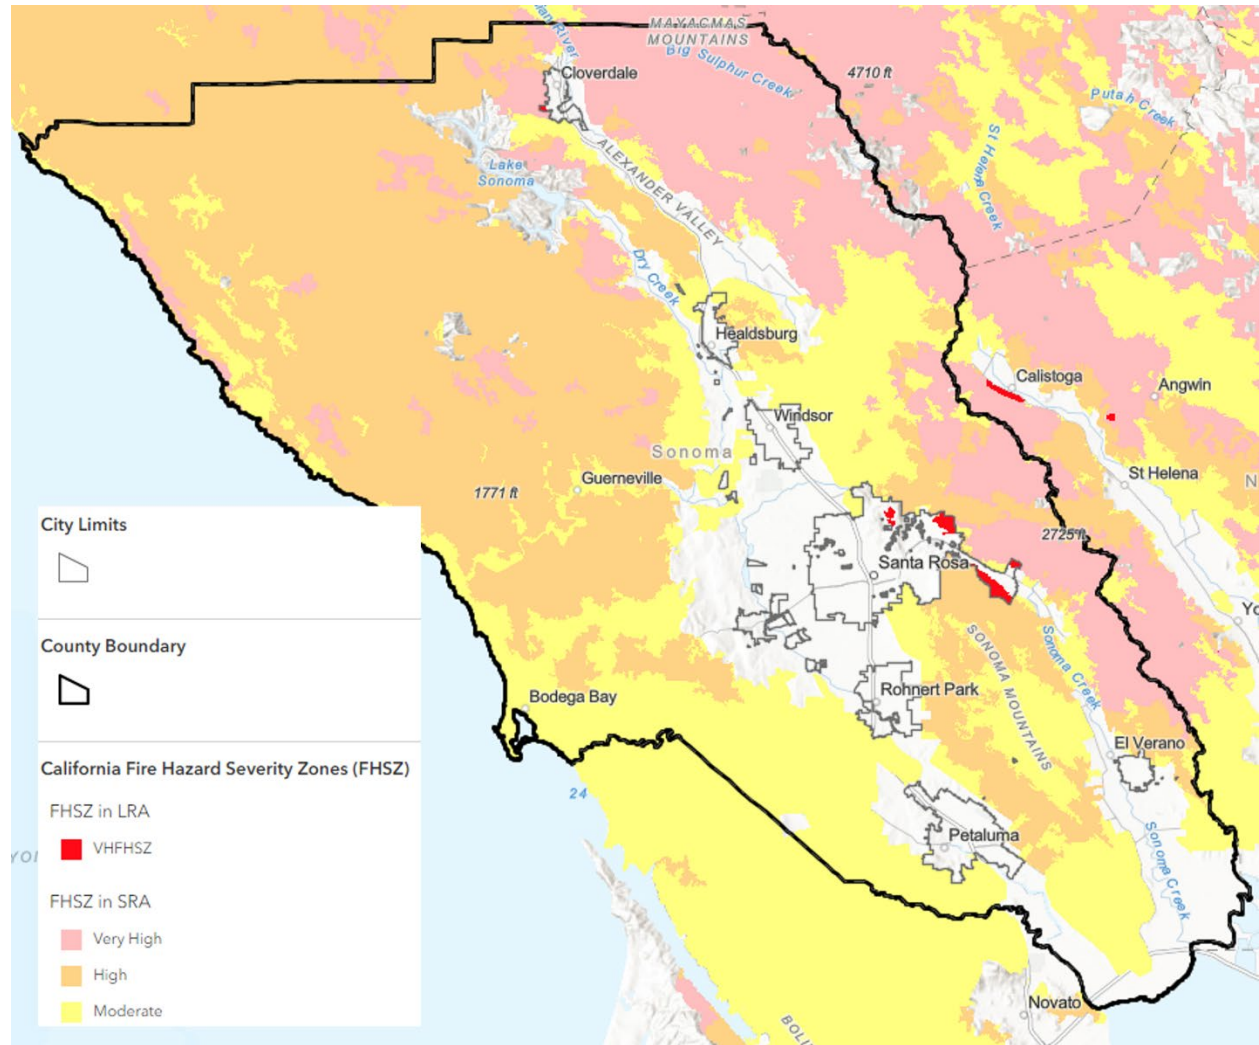 MAYACMAS
MOUNTAINS
River
Big Sulphur Creek
Cloverdale
4710 ft
Putah Creek
St Helena Creek
Lake
Sonoma
ALEXANDER VALLEY
Dry Creek
Healdsburg
Calistoga
Angwin
Windsor
Sonoma
Guerneville
St Helena
1771 ft
2725 ft
Santa Rosa
SONOMA MOUNTAINS
Sonoma Creek
Rohnert Park
Bodega Bay
El Verano
24
Petaluma
Sonoma Creek
Novato
City Limits
County Boundary
California Fire Hazard Severity Zones (FHSZ)
FHSZ in LRA
VHFHSZ
FHSZ in SRA
Very High
High
Moderate